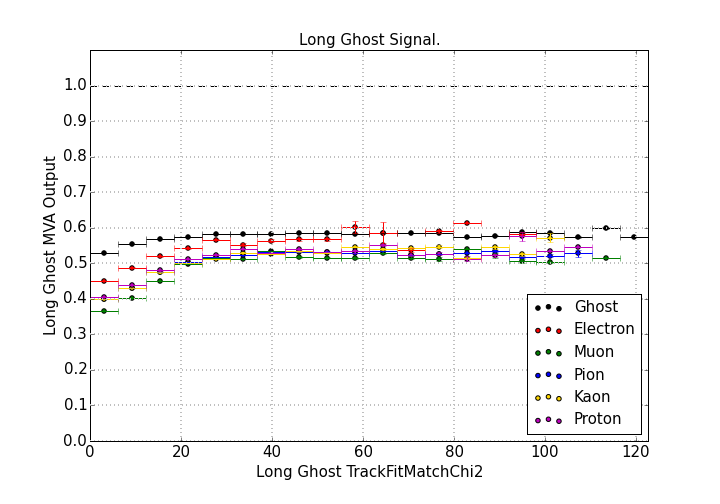 Long Ghost Signal.
Long Ghost MVA Output
1.0
0.9
0.8
0.7
0.6
0.5
0.4
0.3
0.2
0.1
0.0
Ghost
Electron
Muon
Pion
Kaon
Proton
0 20 40 60 80 100 120
Long Ghost TrackFitMatchChi2